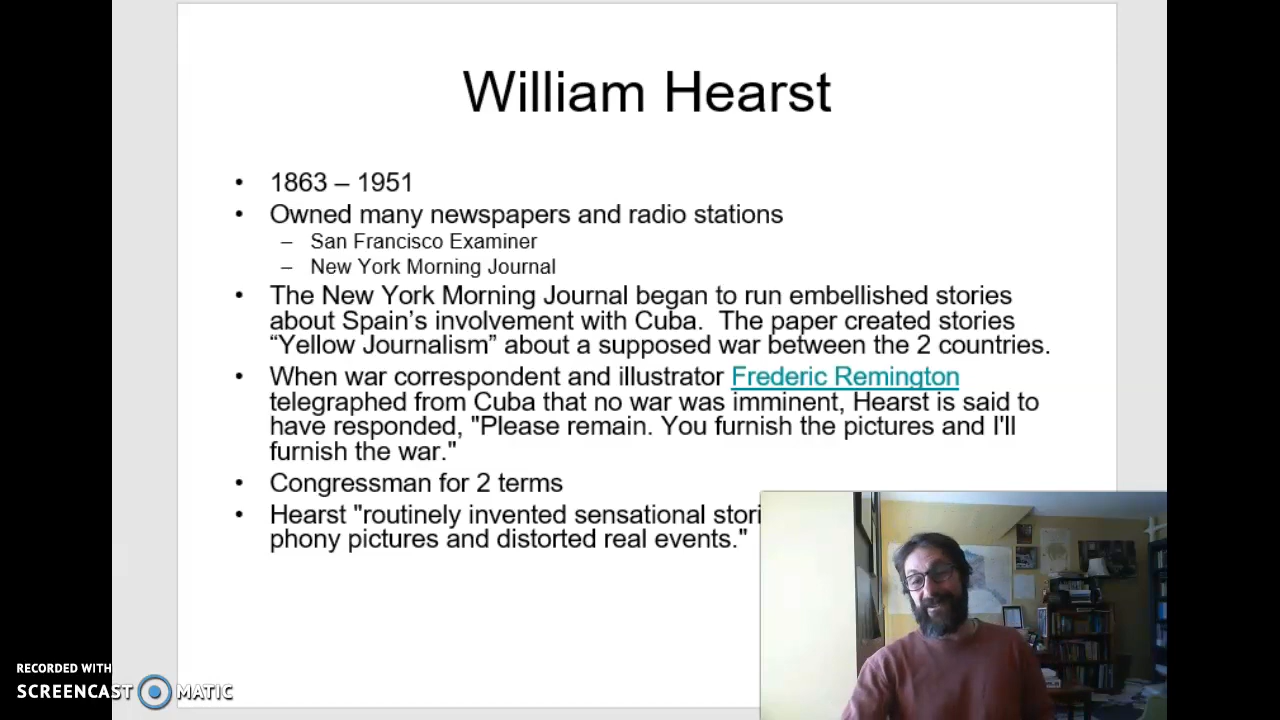 William Hearst
• 1863 – 1951
• Owned many newspapers and radio stations
– San Francisco Examiner
– New York Morning Journal
• The New York Morning Journal began to run embellished stories
about Spain's involvement with Cuba.  The paper created stories
“Yellow Journalism” about a supposed war between the 2 countries.
• When war correspondent and illustrator Frederic Remington
telegraphed from Cuba that no war was imminent, Hearst is said to
have responded, "Please remain. You furnish the pictures and I'll
furnish the war."
• Congressman for 2 terms
• Hearst "routinely invented sensational
phony pictures and distorted real events."
RECORDED WITH
SCREENCAST MATIC